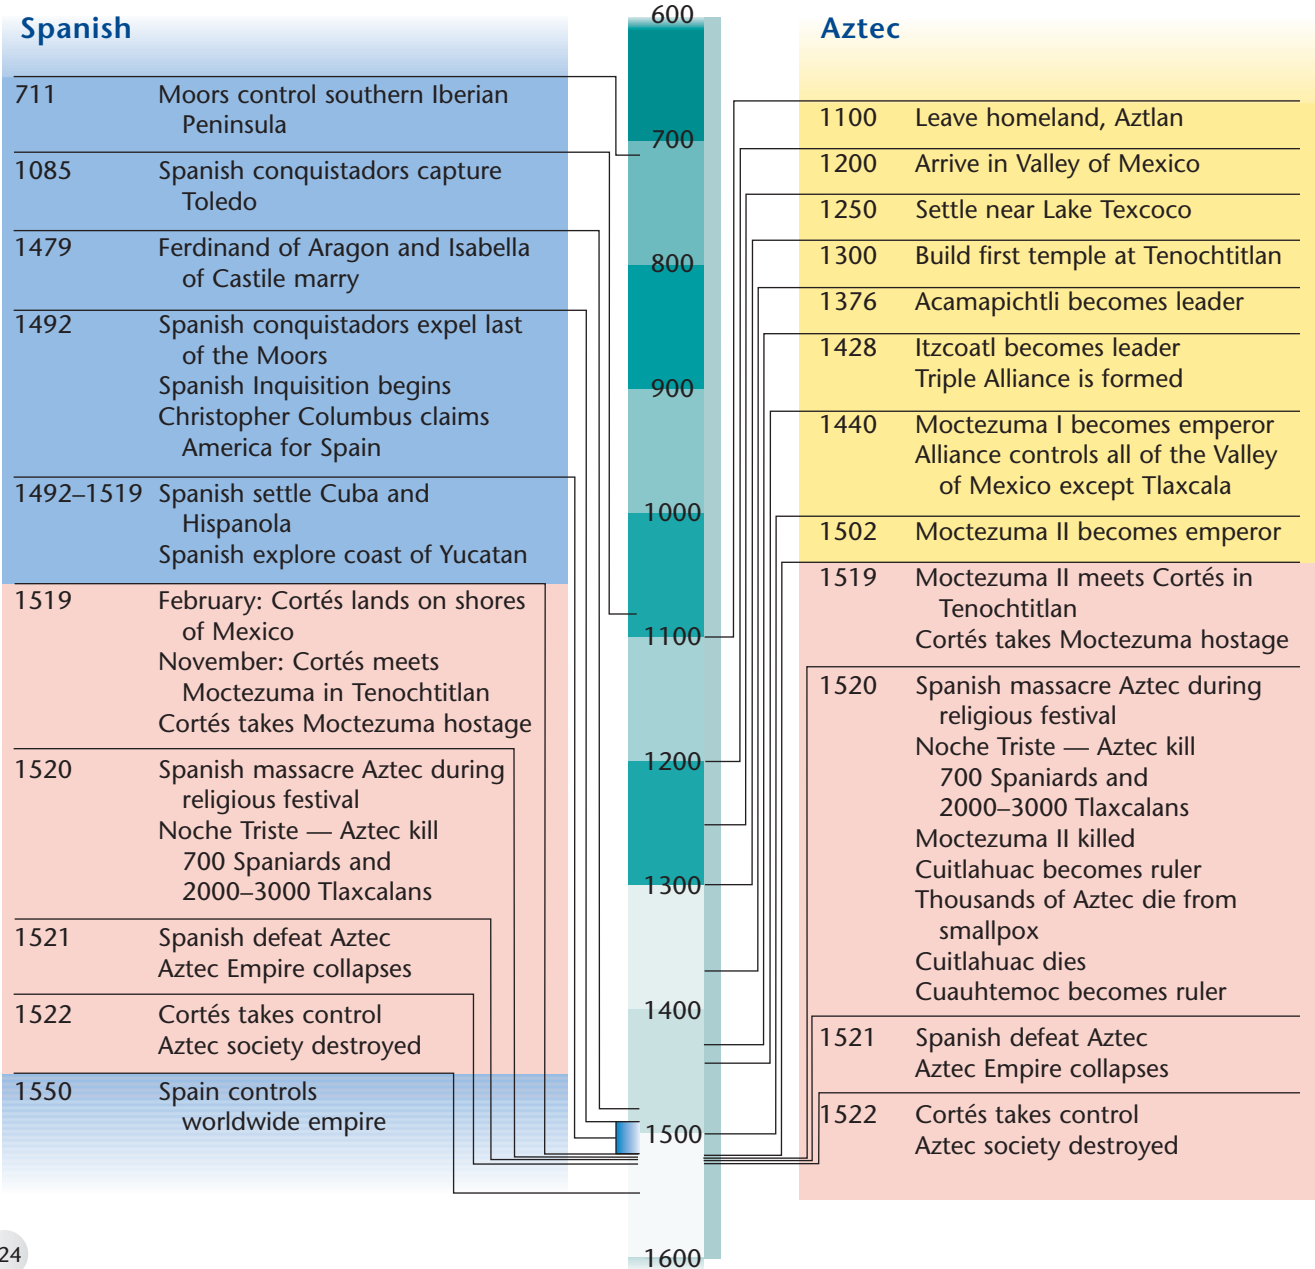 Spanish
711 Moors control southern Iberian
Peninsula
1085 Spanish conquistadors capture
Toledo
1479 Ferdinand of Aragon and Isabella
of Castile marry
1492 Spanish conquistadors expel last
of the Moors
Spanish Inquisition begins
Christopher Columbus claims
America for Spain
1492–1519 Spanish settle Cuba and
Hispanola
Spanish explore coast of Yucatan
1519 February: Cortés lands on shores
of Mexico
November: Cortés meets
Moctezuma in Tenochtitlan
Cortés takes Moctezuma hostage
1520 Spanish massacre Aztec during
religious festival
Noche Triste — Aztec kill
700 Spaniards and
2000–3000 Tlaxcalans
1521 Spanish defeat Aztec
Aztec Empire collapses
1522 Cortés takes control
Aztec society destroyed
1550 Spain controls
worldwide empire
600
700
800
900
1000
1100
1200
1300
1400
1500
1600
Aztec
1100 Leave homeland, Aztlan
1200 Arrive in Valley of Mexico
1250 Settle near Lake Texcoco
1300 Build first temple at Tenochtitlan
1376 Acamapichtli becomes leader
1428 Itzcoatl becomes leader
Triple Alliance is formed
1440 Moctezuma I becomes emperor
Alliance controls all of the Valley
of Mexico except Tlaxcala
1502 Moctezuma II becomes emperor
1519 Moctezuma II meets Cortés in
Tenochtitlan
Cortés takes Moctezuma hostage
1520 Spanish massacre Aztec during
religious festival
Noche Triste — Aztec kill
700 Spaniards and
2000–3000 Tlaxcalans
Moctezuma II killed
Cuitlahuac becomes ruler
Thousands of Aztec die from
smallpox
Cuitlahuac dies
Cuauhtemoc becomes ruler
1521 Spanish defeat Aztec
Aztec Empire collapses
1522 Cortés takes control
Aztec society destroyed
24